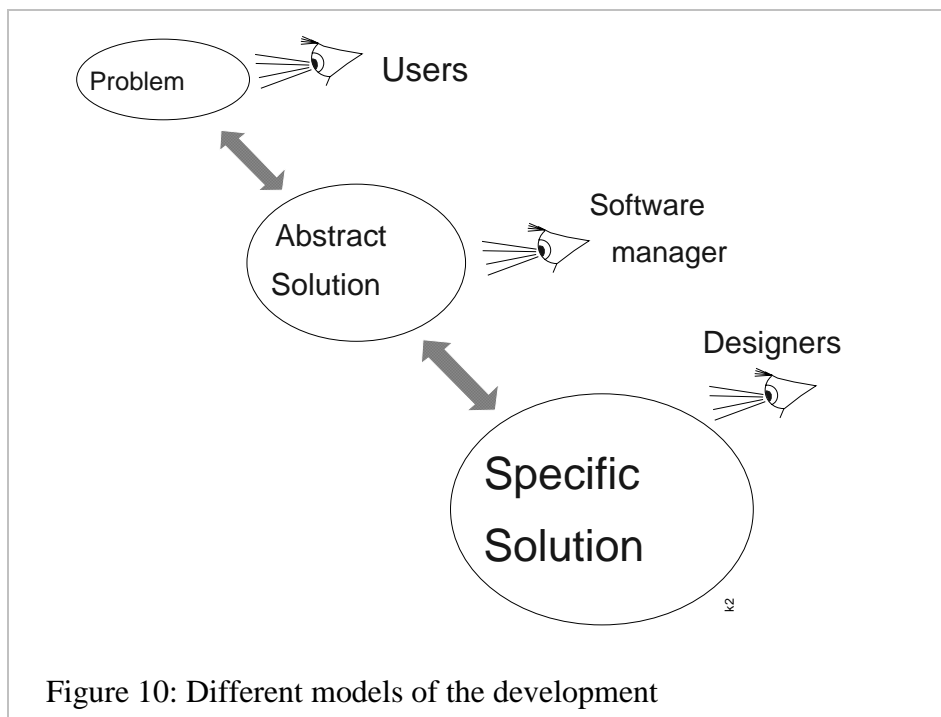 Problem
Users
Abstract
Solution
Software
manager
Designers
Specific
Solution
k2
Figure 10: Different models of the development